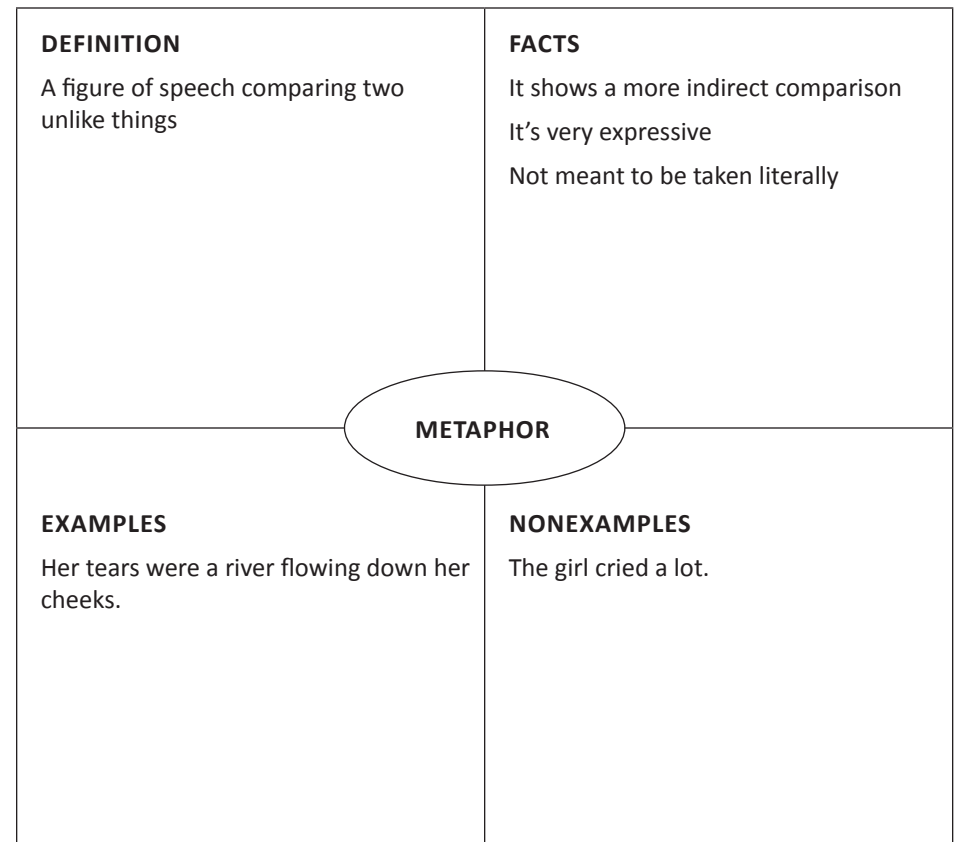 DEFINITION
A figure of speech comparing two
unlike things
FACTS
It shows a more indirect comparison
It’s very expressive
Not meant to be taken literally
METAPHOR
EXAMPLES
Her tears were a river flowing down her
cheeks.
NONEXAMPLES
The girl cried a lot.